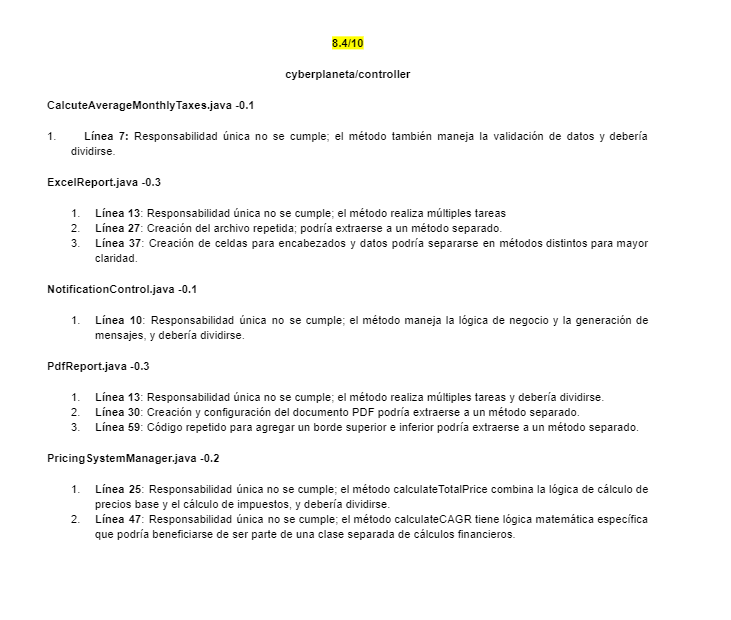 8.4/10
cyberplaneta/controller
CalcuteAverageMonthlyTaxes.java -0.1
1. Línea 7: Responsabilidad única no se cumple; el método también maneja la validación de datos y debería
dividirse.
ExcelReport.java -0.3
1. Línea 13: Responsabilidad única no se cumple; el método realiza múltiples tareas
2. Línea 27: Creación del archivo repetida; podría extraerse a un método separado.
3. Línea 37: Creación de celdas para encabezados y datos podría separarse en métodos distintos para mayor
claridad.
NotificationControl.java -0.1
1. Línea 10: Responsabilidad única no se cumple; el método maneja la lógica de negocio y la generación de
mensajes, y debería dividirse.
PdfReport.java -0.3
1. Línea 13: Responsabilidad única no se cumple; el método realiza múltiples tareas y debería dividirse.
2. Línea 30: Creación y configuración del documento PDF podría extraerse a un método separado.
3. Línea 59: Código repetido para agregar un borde superior e inferior podría extraerse a un método separado.
PricingSystemManager.java -0.2
1. Línea 25: Responsabilidad única no se cumple; el método calculateTotalPrice combina la lógica de cálculo de
precios base y el cálculo de impuestos, y debería dividirse.
2. Línea 47: Responsabilidad única no se cumple; el método calculateCAGR tiene lógica matemática específica
que podría beneficiarse de ser parte de una clase separada de cálculos financieros.